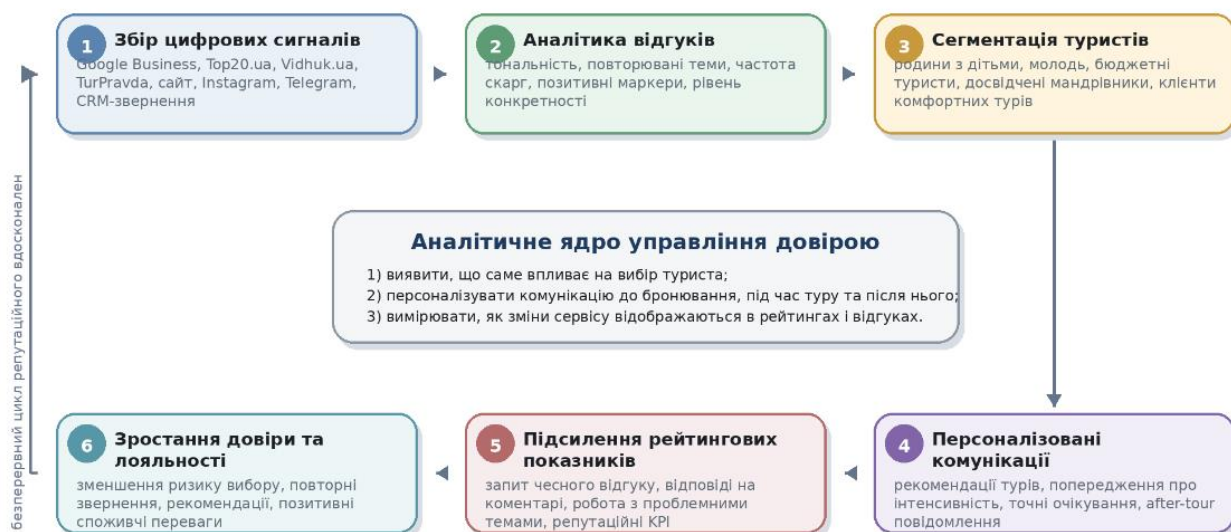 1
Збір цифрових сигналів
Google Business, Top20.ua, Vidhuk.ua,
TurPravda, сайт, Instagram, Telegram,
CRM-звернення
2
Аналітика відгуків
тональність, повторювані теми, частота
скарг, позитивні маркери, рівень
конкретності
3
Сегментація туристів
родини з дітьми, молодь, бюджетні
туристи, досвідчені мандрівники, клієнти
комфортних турів
Аналітичне ядро управління довірою
1) виявити, що саме впливає на вибір туриста;
2) персоналізувати комунікацію до бронювання, під час туру та після нього;
3) вимірювати, як зміни сервісу відображаються в рейтингах і відгуках.
безперервний цикл репутаційного вдосконален
6
Зростання довіри та
лояльності
зменшення ризику вибору, повторні
звернення, рекомендації, позитивні
споживчі переваги
5
Підсилення рейтингових
показників
запит чесного відгуку, відповіді на
коментарі, робота з проблемними
темами, репутаційні KPI
4
Персоналізовані
комунікації
рекомендації турів, попередження про
інтенсивність, точні очікування, after-tour
повідомлення